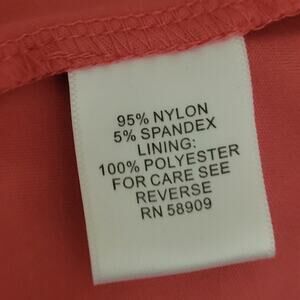 95% NYLON
5% SPANDEX
LINING:
100% POLYESTER
FOR CARE SEE
REVERSE
RN 58909